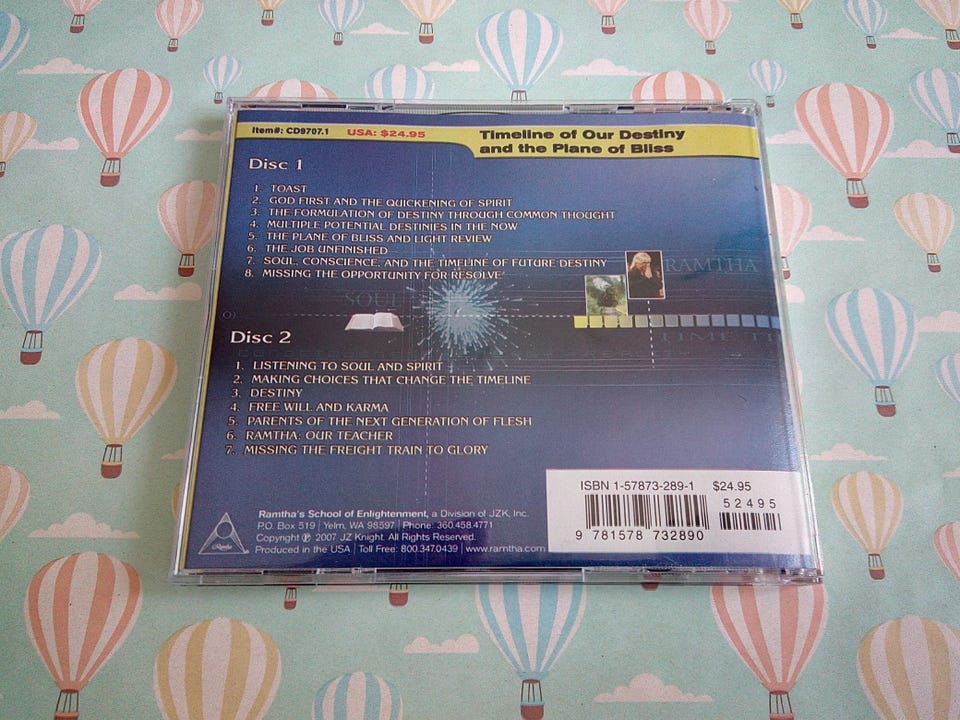 Item#: CD9707.1 USA: $24.95
Timeline of Our Destiny
and the Plane of Bliss
Disc 1
1. TOAST
2. GOD FIRST AND THE QUICKENING OF SPIRIT
3. THE FORMULATION OF DESTINY THROUGH COMMON THOUGHT
4. MULTIPLE POTENTIAL DESTINIES IN THE NOW
5. THE PLANE OF BLISS AND LIGHT REVIEW
6. THE JOB UNFINISHED
7. SOUL, CONSCIENCE, AND THE TIMELINE OF FUTURE DESTINY
8. MISSING THE OPPORTUNITY FOR RESOLVE
RAMTHA
SOUL
TIME
Disc 2
1. LISTENING TO SOUL AND SPIRIT
2. MAKING CHOICES THAT CHANGE THE TIMELINE
3. DESTINY
4. FREE WILL AND KARMA
5. PARENTS OF THE NEXT GENERATION OF FLESH
6. RAMTHA: OUR TEACHER
7. MISSING THE FREIGHT TRAIN TO GLORY
ISBN 1-57873-289-1 $24.95
52495
9 781578 732890
Ramtha
Ramtha's School of Enlightenment, a Division of JZK, Inc.
P.O. Box 519 | Yelm, WA 98597 | Phone: 360.458.4771
Copyright ℗ 2007 JZ Knight. All Rights Reserved.
Produced in the USA | Toll Free: 800.347.0439 | www.ramtha.com